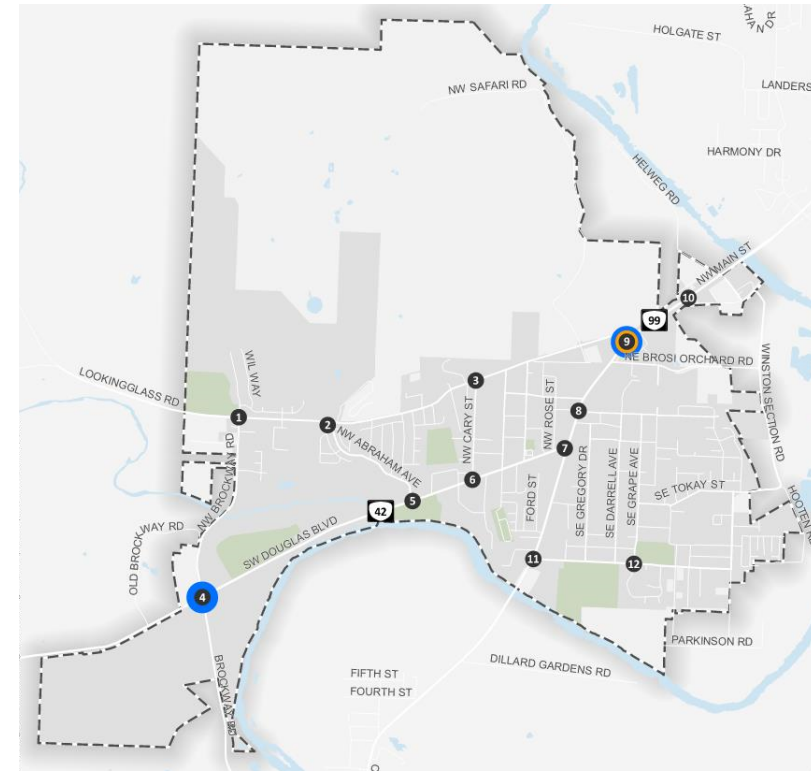 HOLGATE ST
NW SAFARI RD
LANDERS
HARMONY DR
HELWEG RD
NW MAIN ST
10
99
9
NE BROSI ORCHARD RD
WINSTON SECTION RD
WIL WAY
LOOKINGGLASS RD
3
1
2
NW CARY ST
NW ROSE ST
8
NW ABRAHAM AVE
7
NW BROCKWAY RD
6
5
42
FORD ST
SE GREGORY DR
SE DARRELL AVE
SE GRAPE AVE
SE TOKAY ST
HOOTEN RD
OLD BROCKWAY RD
SW DOUGLAS BLVD
11
12
4
PARKINSON RD
DILLARD GARDENS RD
FIFTH ST
FOURTH ST
BROCKWAY RD